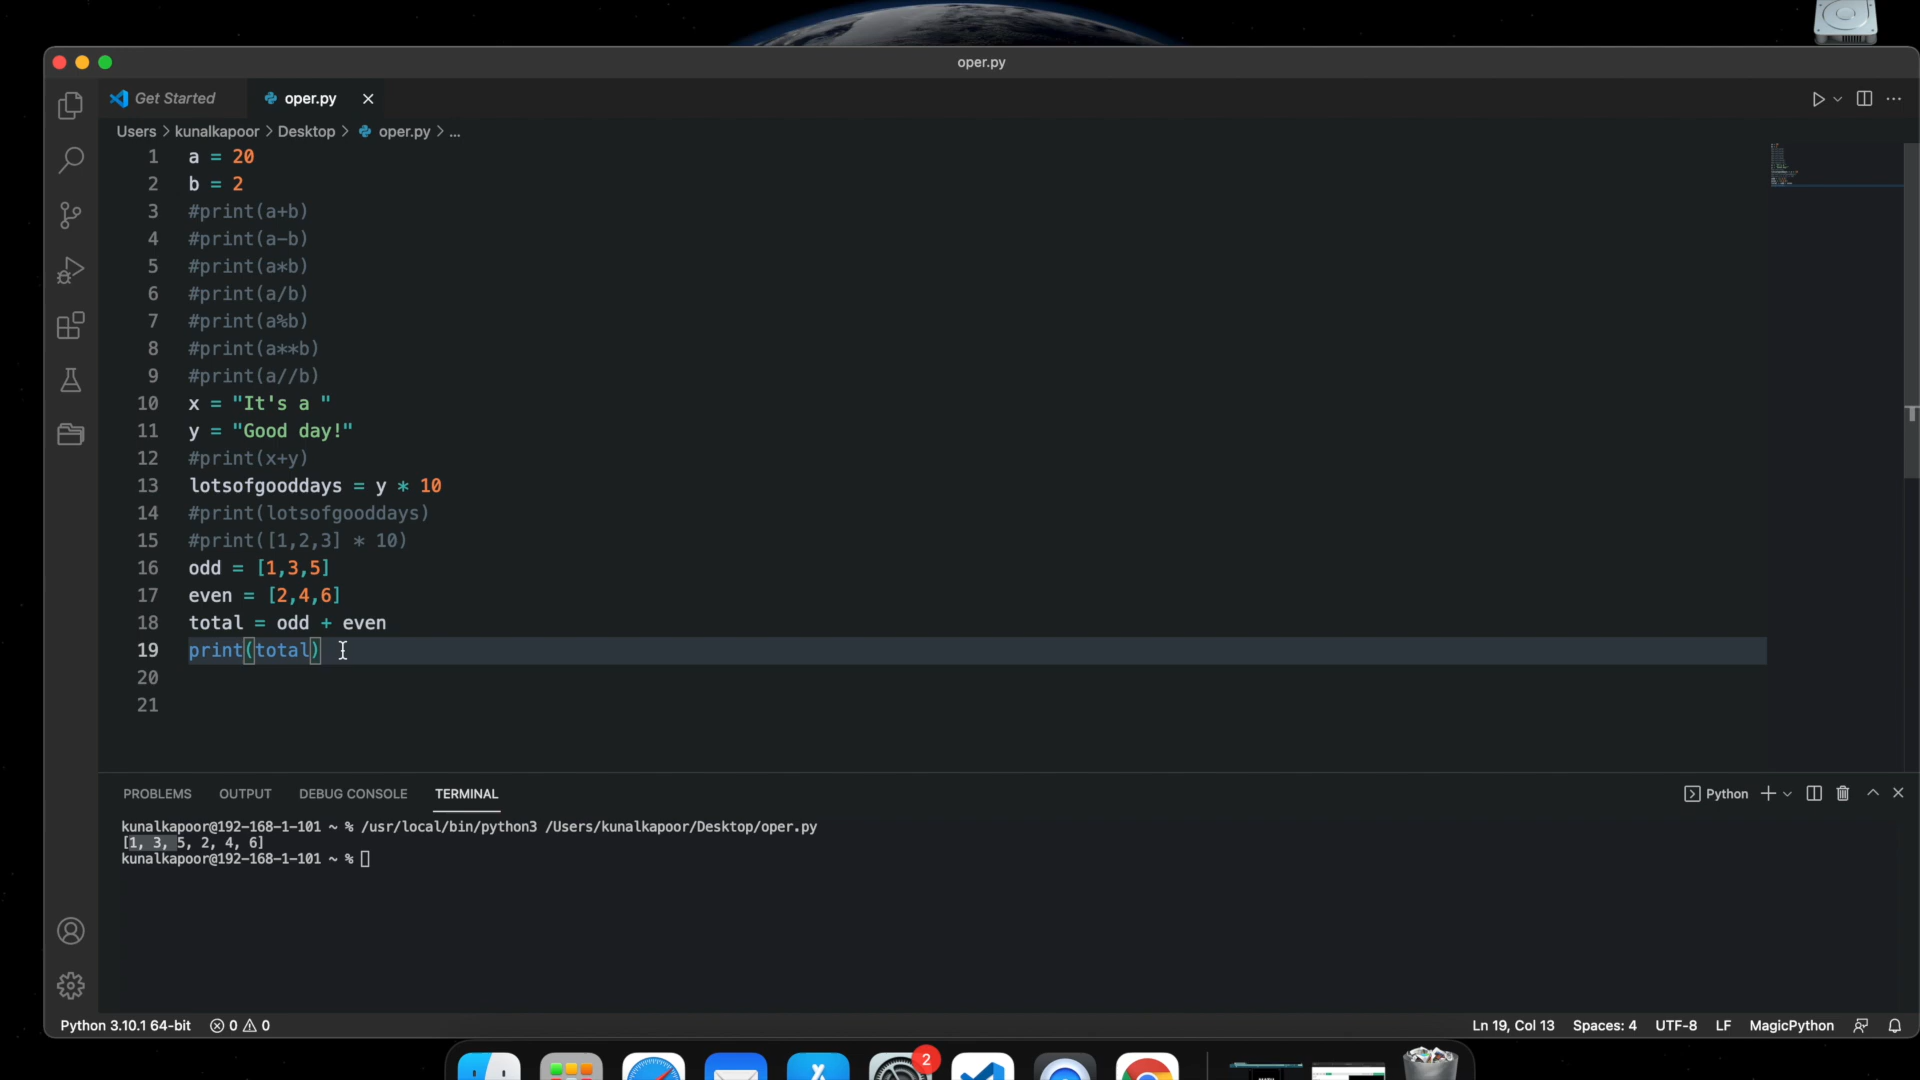 oper.py
Get Started
oper.py
Users > kunalkapoor > Desktop > oper.py > ...
1 a = 20
2 b = 2
3 #print(a+b)
4 #print(a-b)
5 #print(a*b)
6 #print(a/b)
7 #print(a%b)
8 #print(a**b)
9 #print(a//b)
10 x = "It's a "
11 y = "Good day!"
12 #print(x+y)
13 lotsofgooddays = y * 10
14 #print(lotsofgooddays)
15 #print([1,2,3] * 10)
16 odd = [1,3,5]
17 even = [2,4,6]
18 total = odd + even
19 print(total)
20
21
PROBLEMS OUTPUT DEBUG CONSOLE TERMINAL
Python
kunalkapoor@192-168-1-101 ~ % /usr/local/bin/python3 /Users/kunalkapoor/Desktop/oper.py
[1, 3, 5, 2, 4, 6]
kunalkapoor@192-168-1-101 ~ %
Python 3.10.1 64-bit 0 0 Ln 19, Col 13 Spaces: 4 UTF-8 LF MagicPython
2